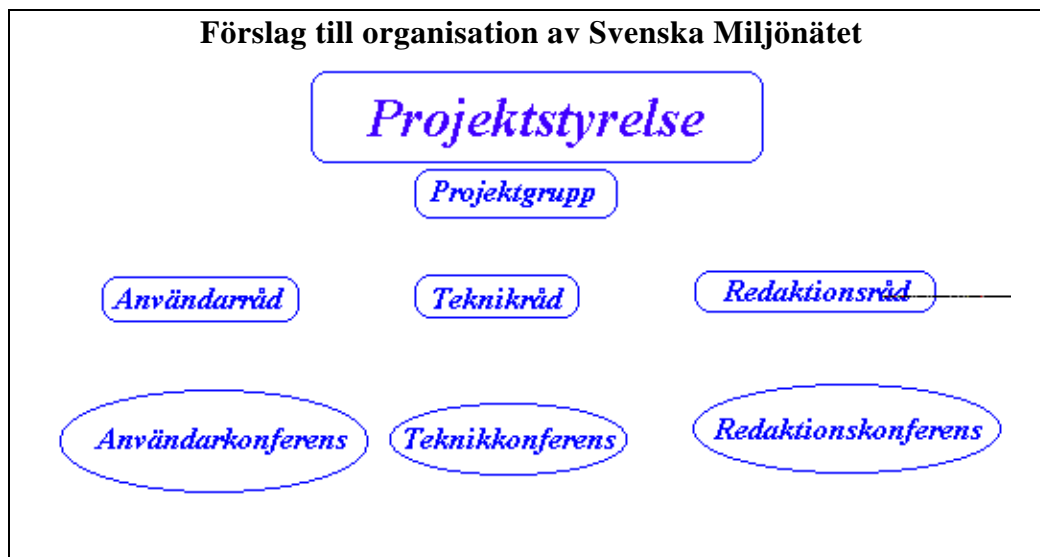 Förslag till organisation av Svenska Miljönätet
Projektstyrelse
Projektgrupp
Användarråd
Teknikråd
Redaktionsråd
Användarkonferens
Teknikkonferens
Redaktionskonferens